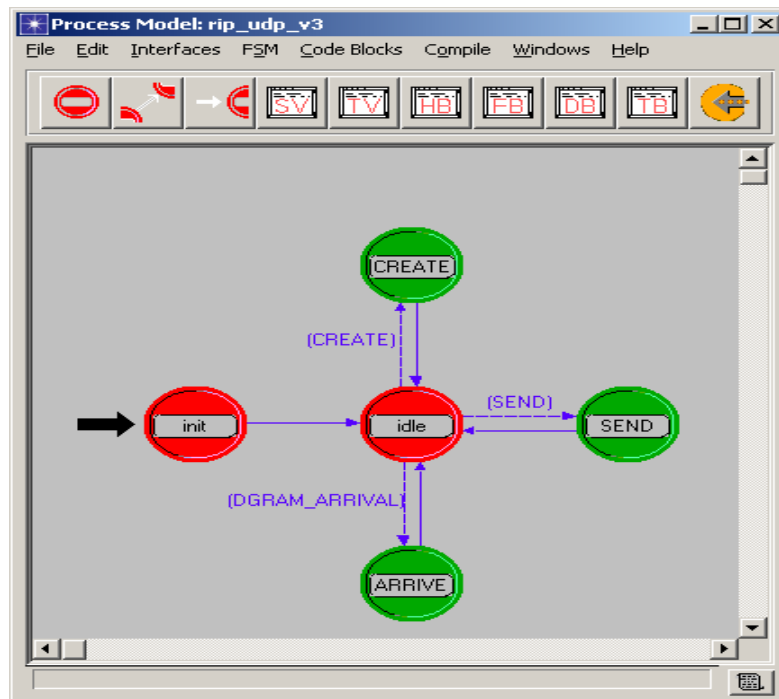 Process Model: rip_udp_v3
File Edit Interfaces FSM Code Blocks Compile Windows Help
SV TV HB FB DB TB
CREATE
(CREATE)
init
idle
(SEND)
SEND
(DGRAM_ARRIVAL)
ARRIVE